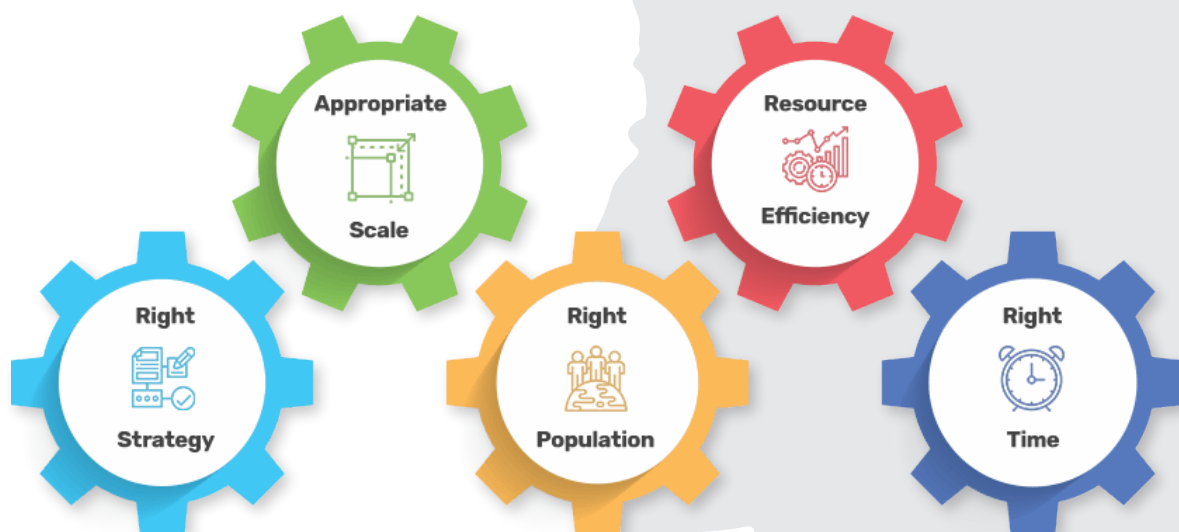 Appropriate
Scale
Resource
Efficiency
Right
Strategy
Right
Population
Right
Time